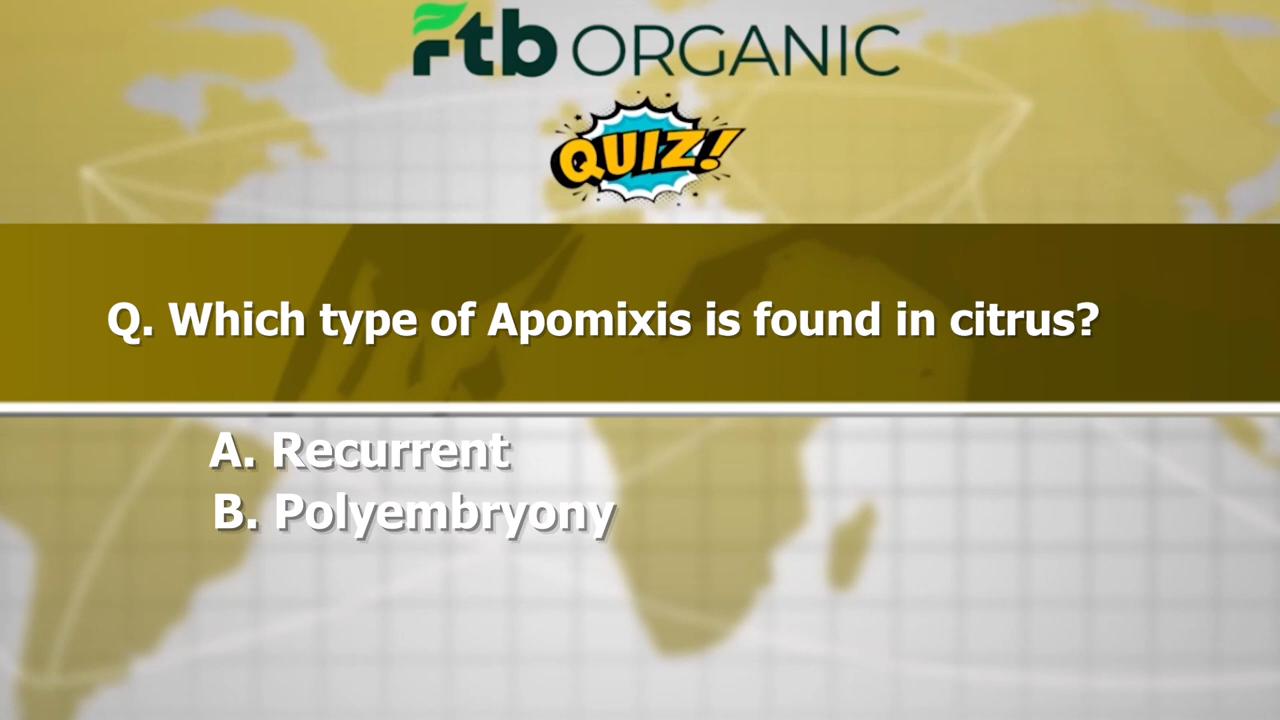 Ftb ORGANIC
QUIZ!
Q. Which type of Apomixis is found in citrus?
A. Recurrent
B. Polyembryony